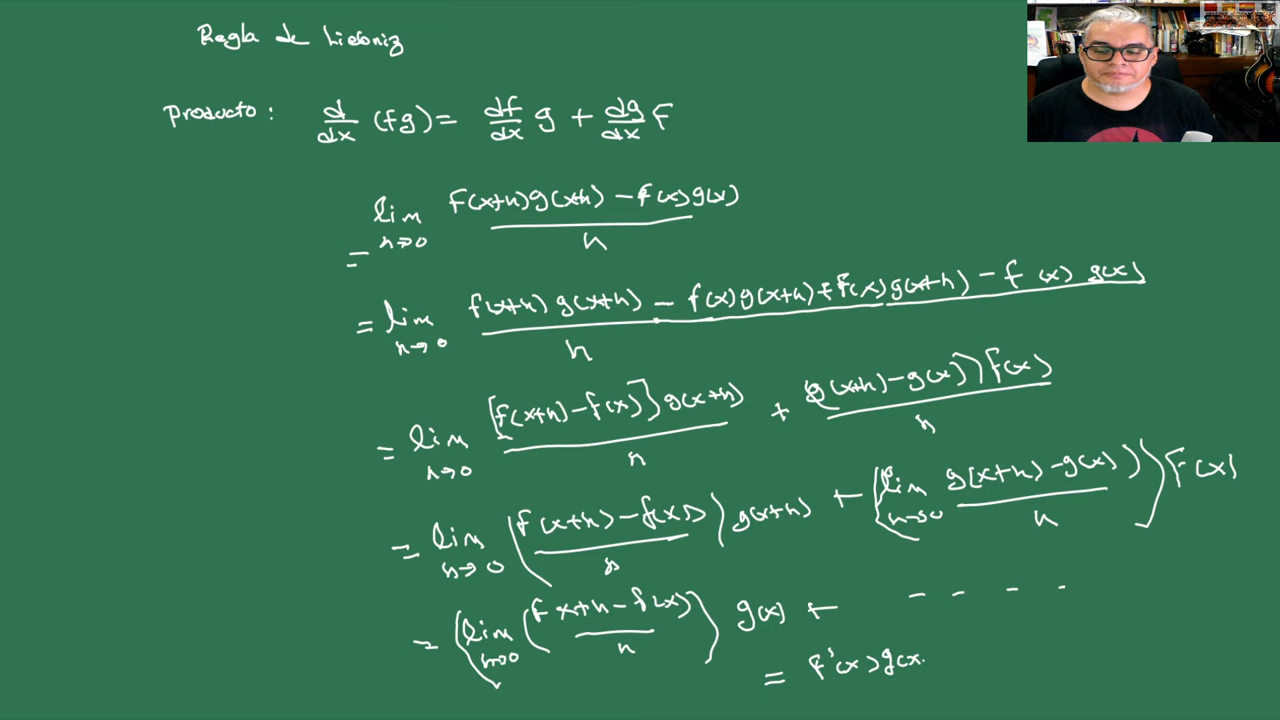 Regla de Liebniz
Producto: d/dx (fg) = df/dx g + dg/dx f
= lim h→0 f(x+h)g(x+h) - f(x)g(x) / h
= lim h→0 f(x+h) g(x+h) - f(x)g(x+h) + f(x)g(x+h) - f(x) g(x) / h
= lim h→0 [f(x+h) - f(x)]g(x+h) / h + (g(x+h) - g(x))f(x) / h
= lim h→0 (f(x+h) - f(x) / h) g(x+h) + (lim h→0 g(x+h) - g(x) / h) f(x)
= (lim h→0 (f x+h - f(x) / h) g(x) + - - - -
= f'(x)g(x